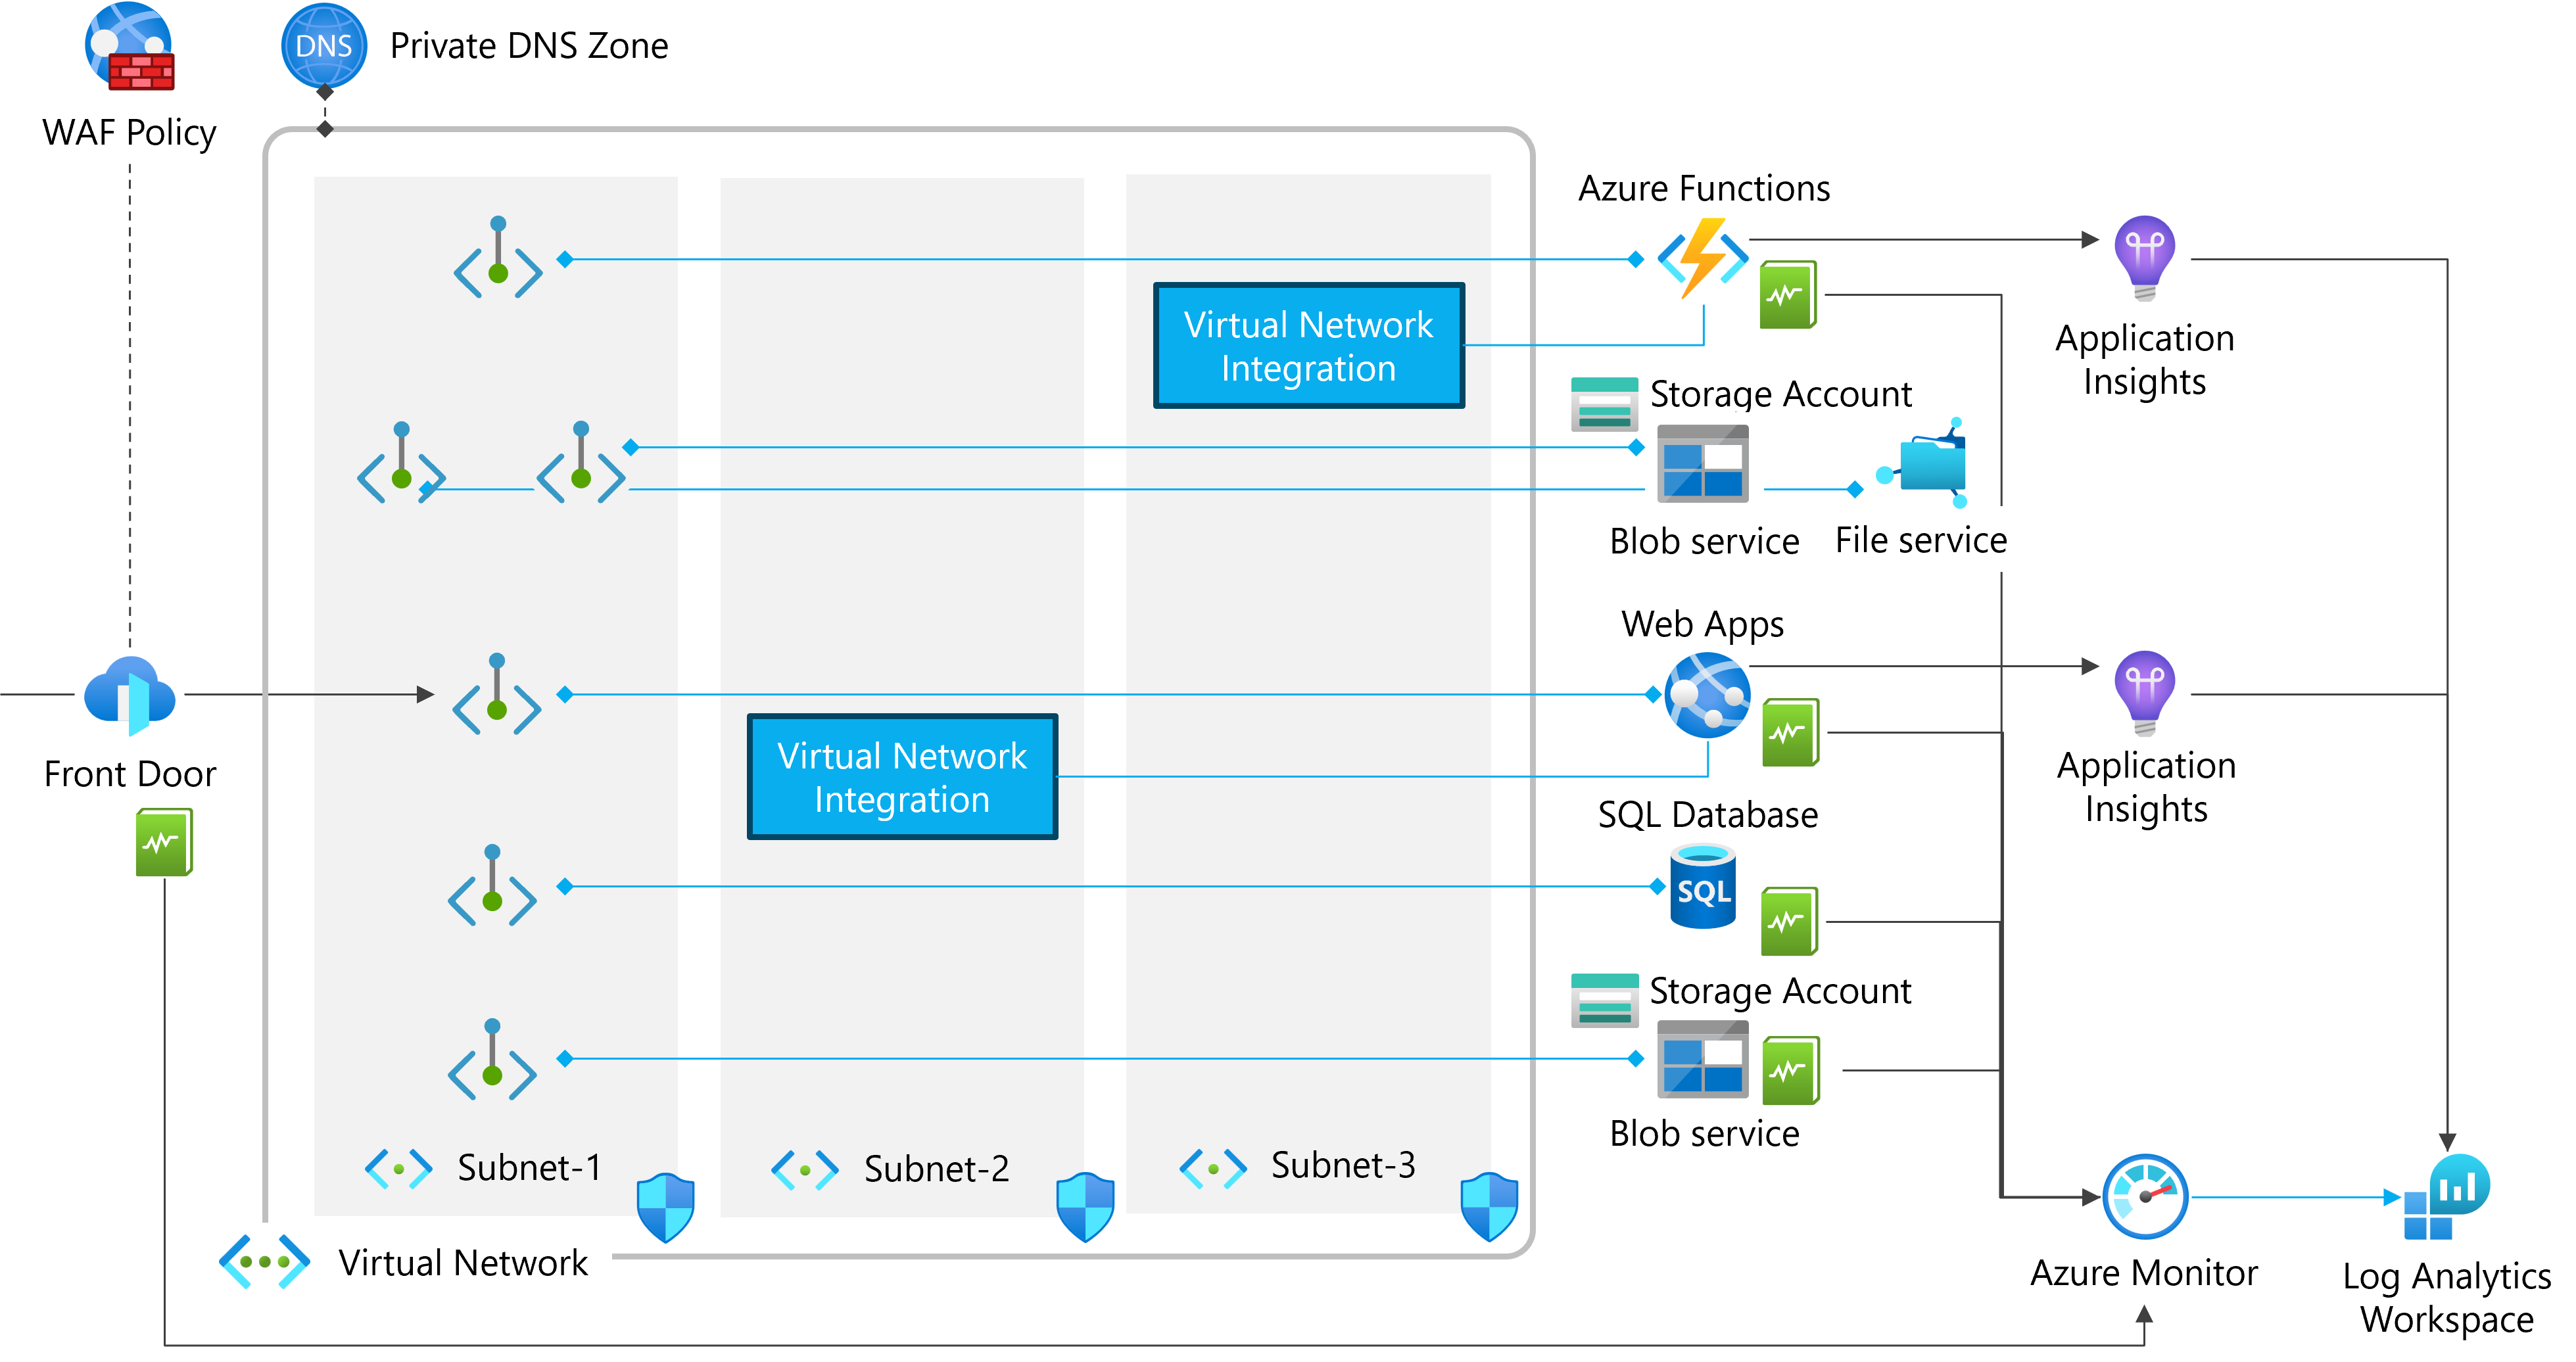 DNS
Private DNS Zone
WAF Policy
Azure Functions
Virtual Network
Integration
Application
Insights
Storage Account
Blob service
File service
Web Apps
Front Door
Virtual Network
Integration
Application
Insights
SQL Database
SQL
Storage Account
Blob service
Subnet-1
Subnet-2
Subnet-3
Virtual Network
Azure Monitor
Log Analytics
Workspace